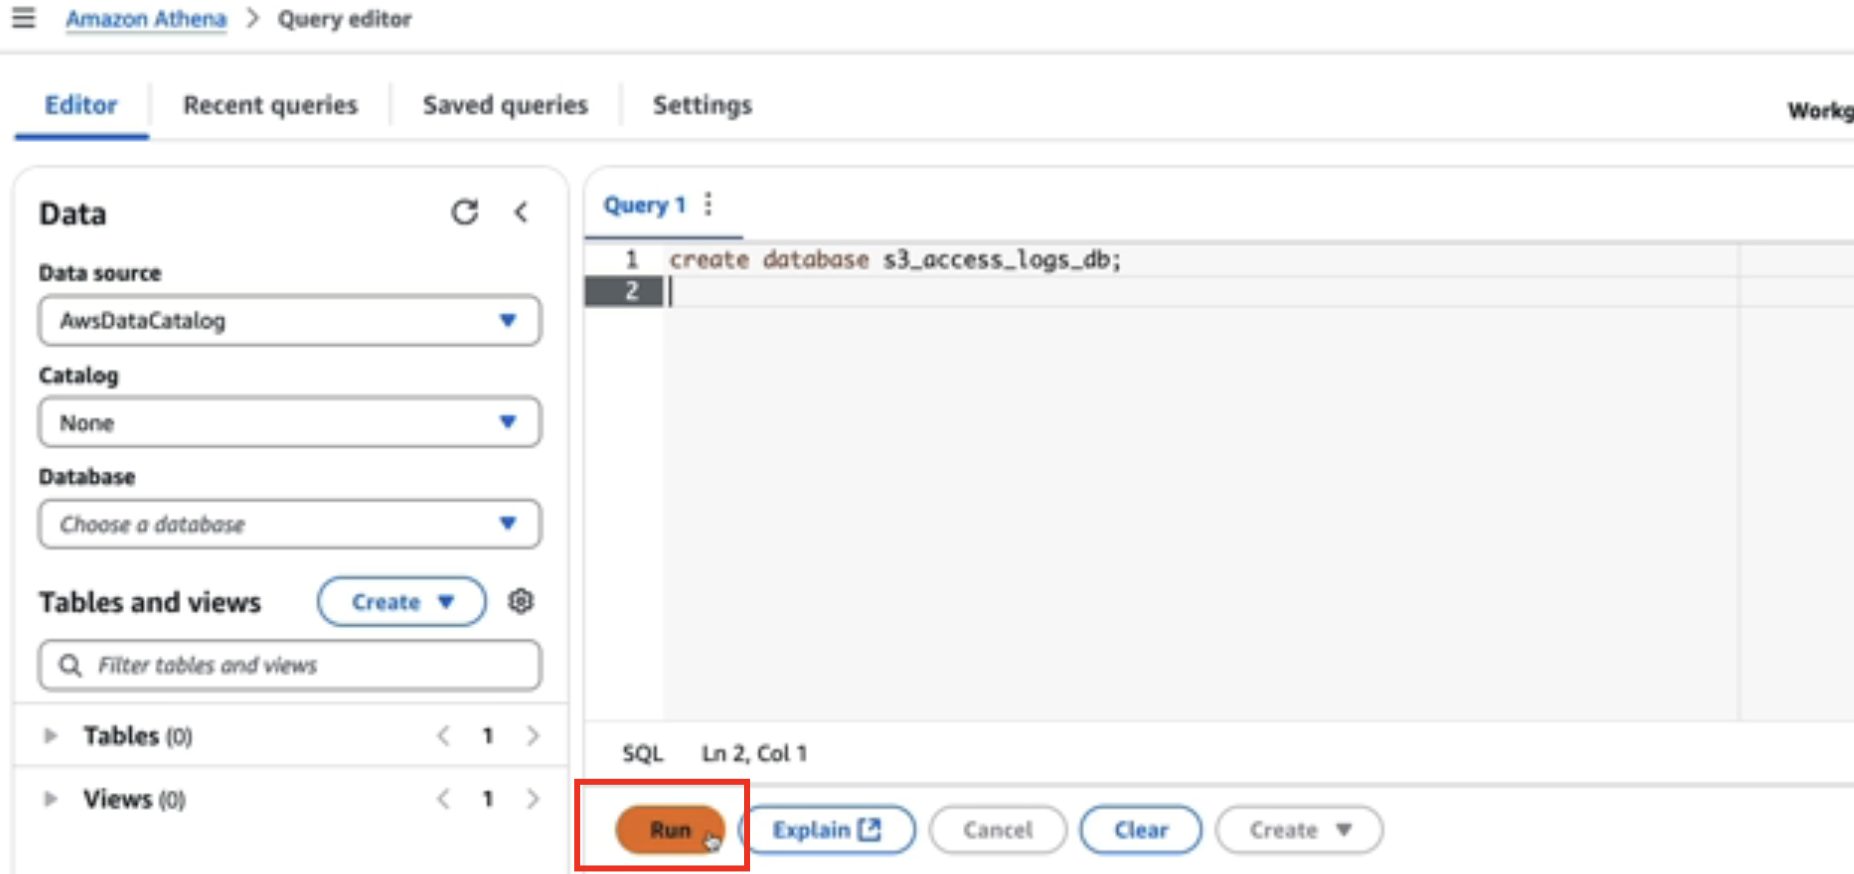 Amazon Athena > Query editor
Editor
Recent queries
Saved queries
Settings
Data
Data source
AwsDataCatalog
Catalog
None
Database
Choose a database
Tables and views
Create
Filter tables and views
Tables (0)
1
Views (0)
1
Query 1
1 create database s3_access_logs_db;
2
SQL Ln 2, Col 1
Run
Explain
Cancel
Clear
Create